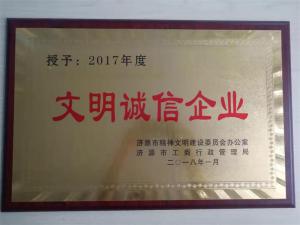 授予：2017年度
文明诚信企业
济源市精神文明建设委员会办公室
济源市工商行政管理局
二〇一八年一月